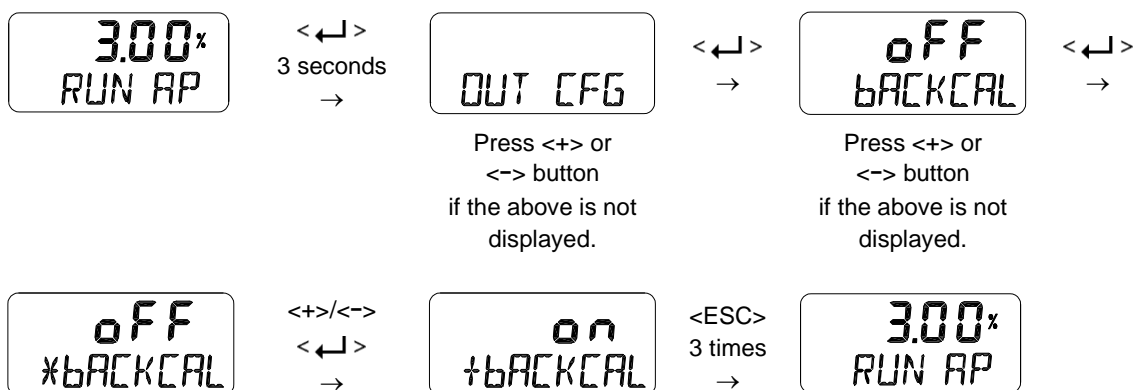 3.00%
RUN AP
<↵>
3 seconds
→
OUT CFG
Press <+> or
<-> button
if the above is not
displayed.
<↵>
→
oFF
bACKCAL
Press <+> or
<-> button
if the above is not
displayed.
<↵>
→
oFF
*bACKCAL
<+>/<->
<↵>
→
on
+bACKCAL
<ESC>
3 times
→
3.00%
RUN AP